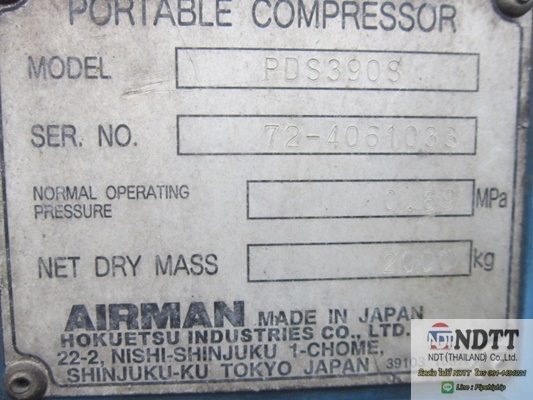 PORTABLE COMPRESSOR
MODEL PDS390S
SER. NO. 72-4061033
NORMAL OPERATING
PRESSURE MPa
NET DRY MASS kg
AIRMAN MADE IN JAPAN
HOKUETSU INDUSTRIES CO., LTD.
22-2, NISHI-SHINJUKU 1-CHOME,
SHINJUKU-KU TOKYO JAPAN
NDT NDTT
NDT (THAILAND) Co.,Ltd.